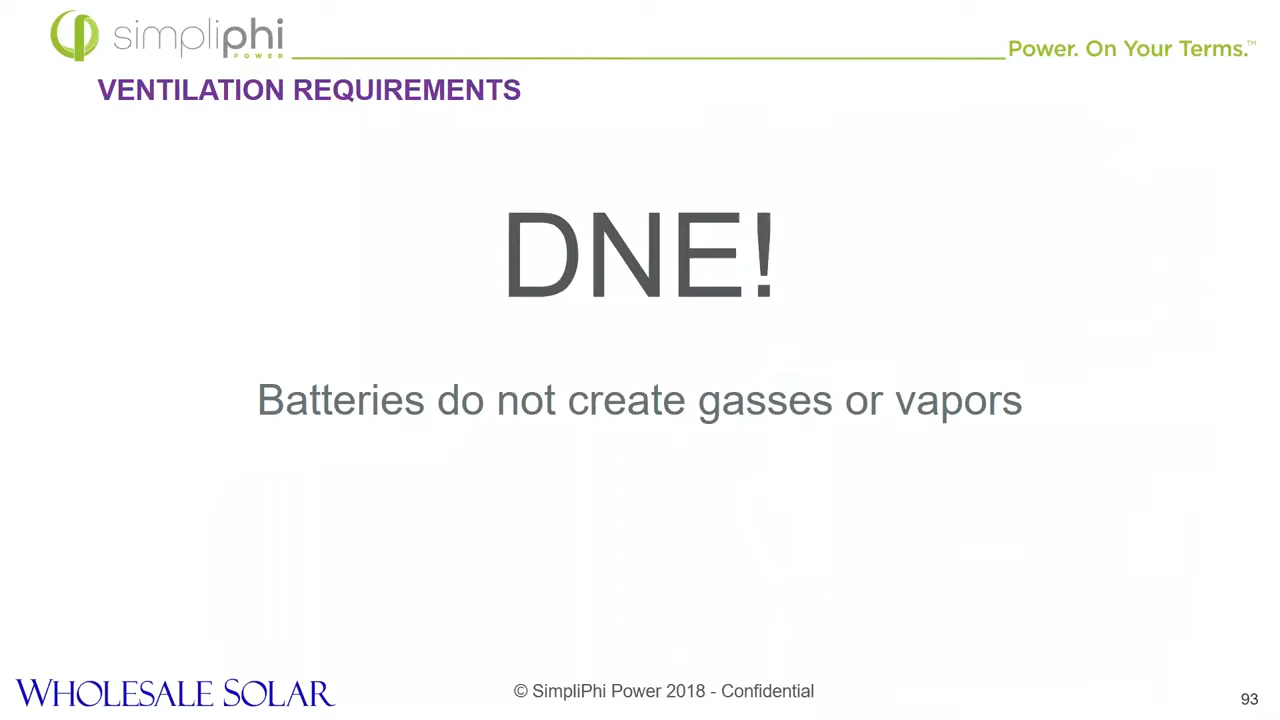 simpliphi
POWER
Power. On Your Terms.™
VENTILATION REQUIREMENTS
DNE!
Batteries do not create gasses or vapors
WHOLESALE SOLAR
© SimpliPhi Power 2018 - Confidential
93